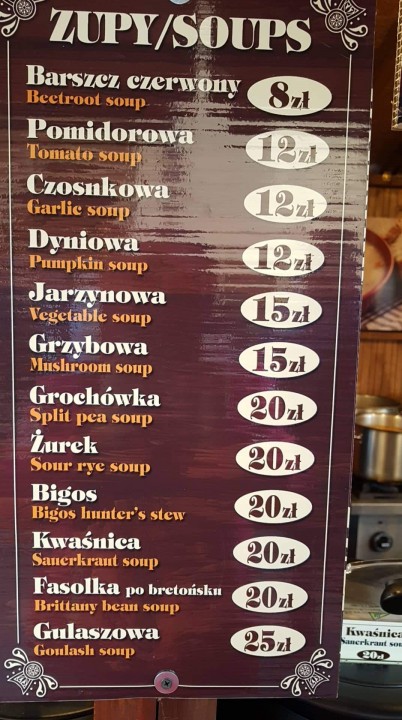 ZUPY/SOUPS
Barszcz czerwony 8zł
Beetroot soup
Pomidorowa 12zł
Tomato soup
Czosnkowa 12zł
Garlic soup
Dyniowa 12zł
Pumpkin soup
Jarzynowa 15zł
Vegetable soup
Grzybowa 15zł
Mushroom soup
Grochówka 20zł
Split pea soup
Żurek 20zł
Sour rye soup
Bigos 20zł
Bigos hunter's stew
Kwaśnica 20zł
Sauerkraut soup
Fasolka po bretońsku 20zł
Brittany bean soup
Gulaszowa 25zł
Goulash soup
Kwaśnica
Sauerkraut sou
20zł